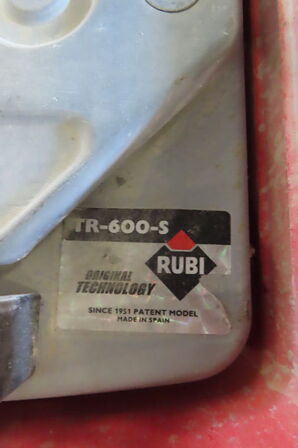 TR-600-S
RUBI
ORIGINAL
TECHNOLOGY
SINCE 1951 PATENT MODEL
MADE IN SPAIN